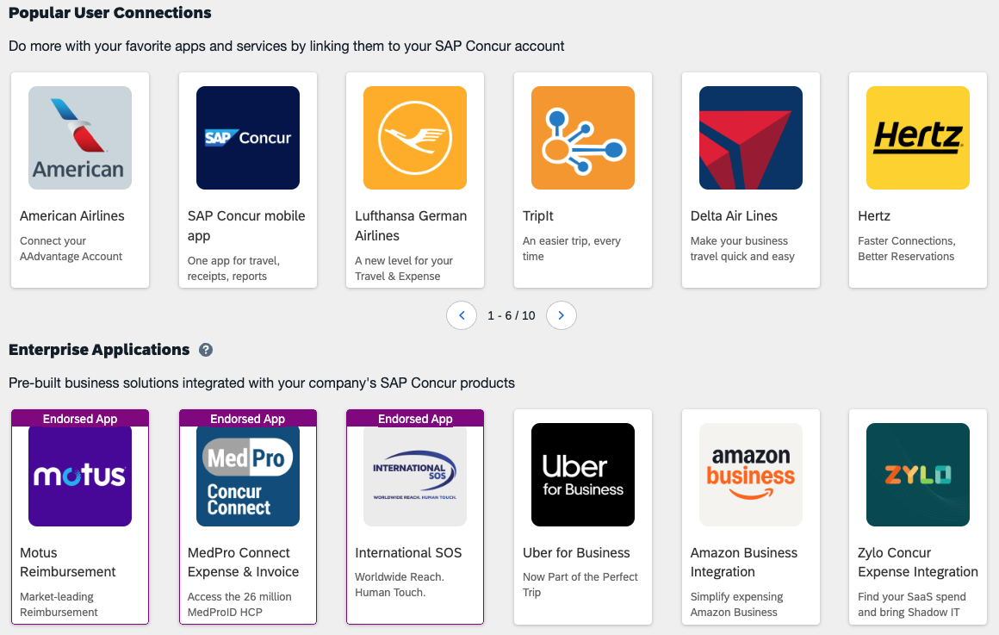 Popular User Connections
Do more with your favorite apps and services by linking them to your SAP Concur account
American
SAP Concur
Hertz
American Airlines
Connect your
AAdvantage Account
SAP Concur mobile
app
One app for travel,
receipts, reports
Lufthansa German
Airlines
A new level for your
Travel & Expense
TripIt
An easier trip, every
time
Delta Air Lines
Make your business
travel quick and easy
Hertz
Faster Connections,
Better Reservations
1 - 6 / 10
Enterprise Applications ?
Pre-built business solutions integrated with your company's SAP Concur products
Endorsed App
motus
Motus
Reimbursement
Market-leading
Reimbursement
Endorsed App
MedPro
Concur
Connect
MedPro Connect
Expense & Invoice
Access the 26 million
MedProID HCP
Endorsed App
INTERNATIONAL
SOS
WORLDWIDE REACH. HUMAN TOUCH.
International SOS
Worldwide Reach.
Human Touch.
Uber
for Business
Uber for Business
Now Part of the Perfect
Trip
amazon
business
Amazon Business
Integration
Simplify expensing
Amazon Business
ZYLO
Zylo Concur
Expense Integration
Find your SaaS spend
and bring Shadow IT